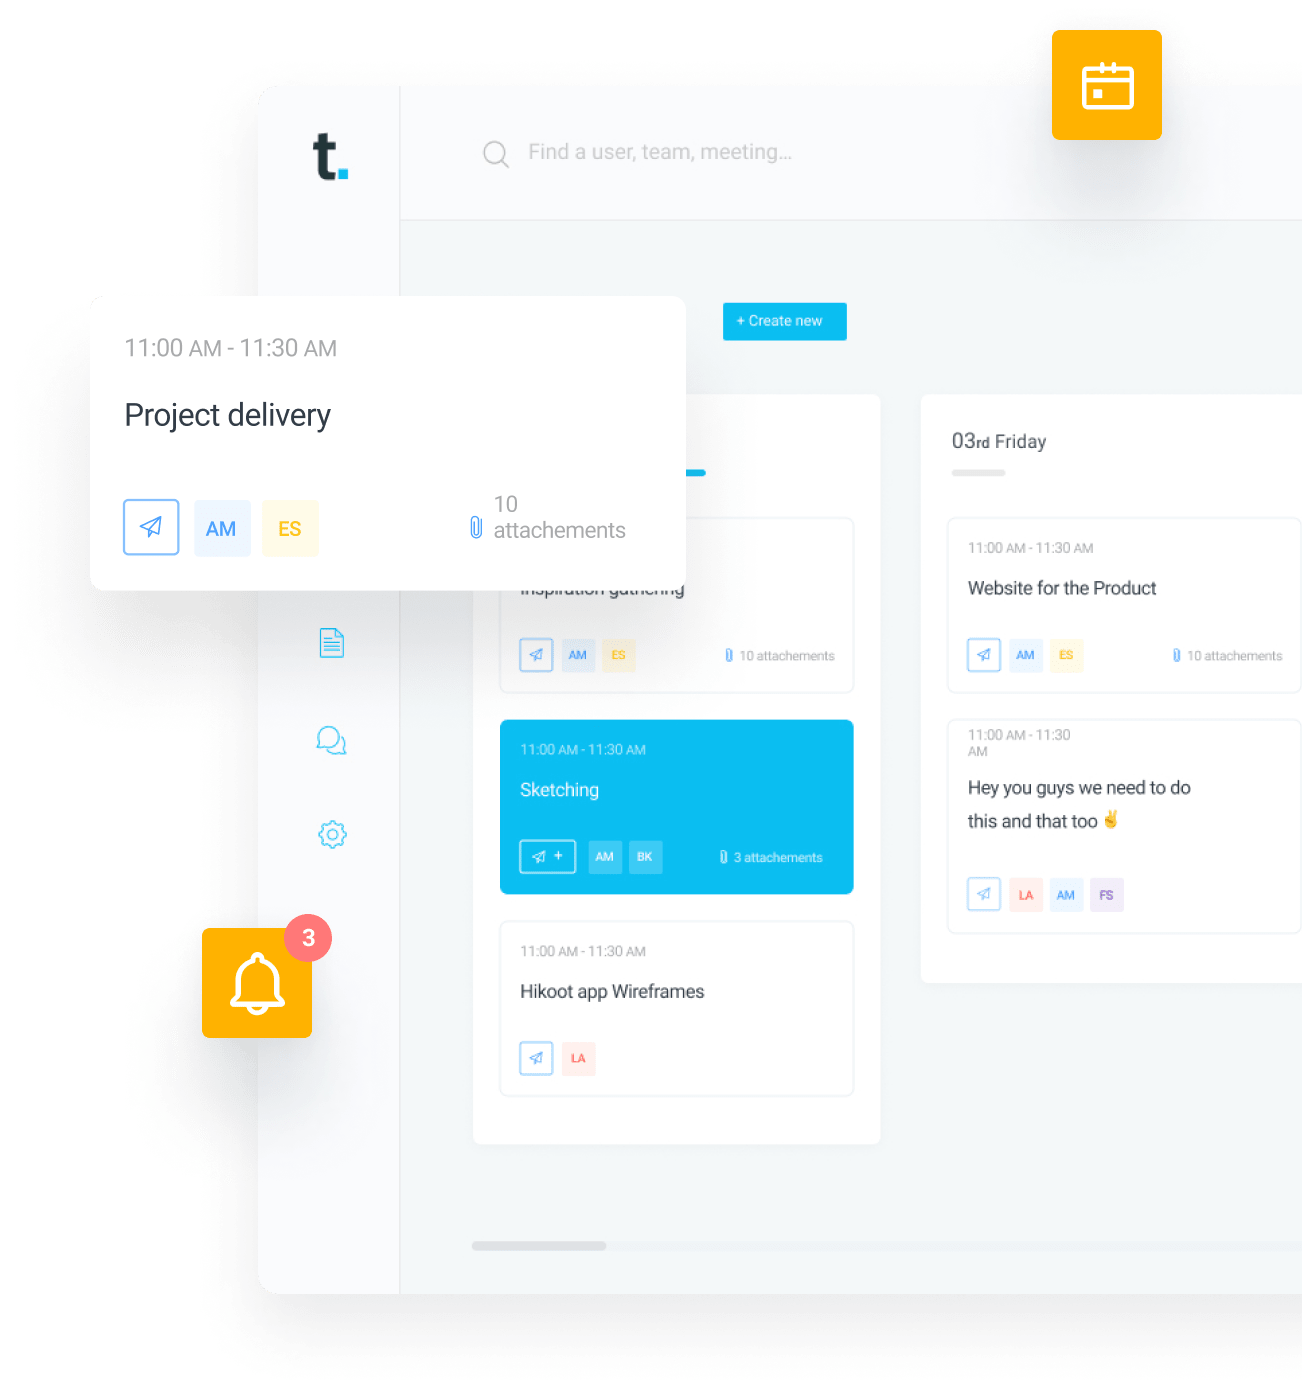 t.
Find a user, team, meeting...
+ Create new
11:00 AM - 11:30 AM
Project delivery
AM
ES
10
attachements
Inspiration gathering
AM
ES
10 attachements
11:00 AM - 11:30 AM
Sketching
+
AM
BK
3 attachements
11:00 AM - 11:30 AM
Hikoot app Wireframes
LA
03rd Friday
11:00 AM - 11:30 AM
Website for the Product
AM
ES
10 attachements
11:00 AM - 11:30
AM
Hey you guys we need to do
this and that too ✌
LA
AM
FS
3